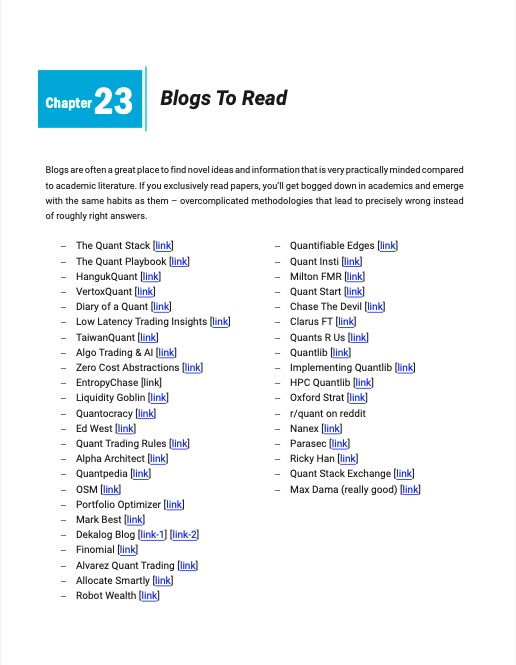 Chapter 23
Blogs To Read
Blogs are often a great place to find novel ideas and information that is very practically minded compared
to academic literature. If you exclusively read papers, you'll get bogged down in academics and emerge
with the same habits as them – overcomplicated methodologies that lead to precisely wrong instead
of roughly right answers.
– The Quant Stack [link]
– The Quant Playbook [link]
– HangukQuant [link]
– VertoxQuant [link]
– Diary of a Quant [link]
– Low Latency Trading Insights [link]
– TaiwanQuant [link]
– Algo Trading & AI [link]
– Zero Cost Abstractions [link]
– EntropyChase [link]
– Liquidity Goblin [link]
– Quantocracy [link]
– Ed West [link]
– Quant Trading Rules [link]
– Alpha Architect [link]
– Quantpedia [link]
– OSM [link]
– Portfolio Optimizer [link]
– Mark Best [link]
– Dekalog Blog [link-1] [link-2]
– Finomial [link]
– Alvarez Quant Trading [link]
– Allocate Smartly [link]
– Robot Wealth [link]
– Quantifiable Edges [link]
– Quant Insti [link]
– Milton FMR [link]
– Quant Start [link]
– Chase The Devil [link]
– Clarus FT [link]
– Quants R Us [link]
– Quantlib [link]
– Implementing Quantlib [link]
– HPC Quantlib [link]
– Oxford Strat [link]
– r/quant on reddit
– Nanex [link]
– Parasec [link]
– Ricky Han [link]
– Quant Stack Exchange [link]
– Max Dama (really good) [link]